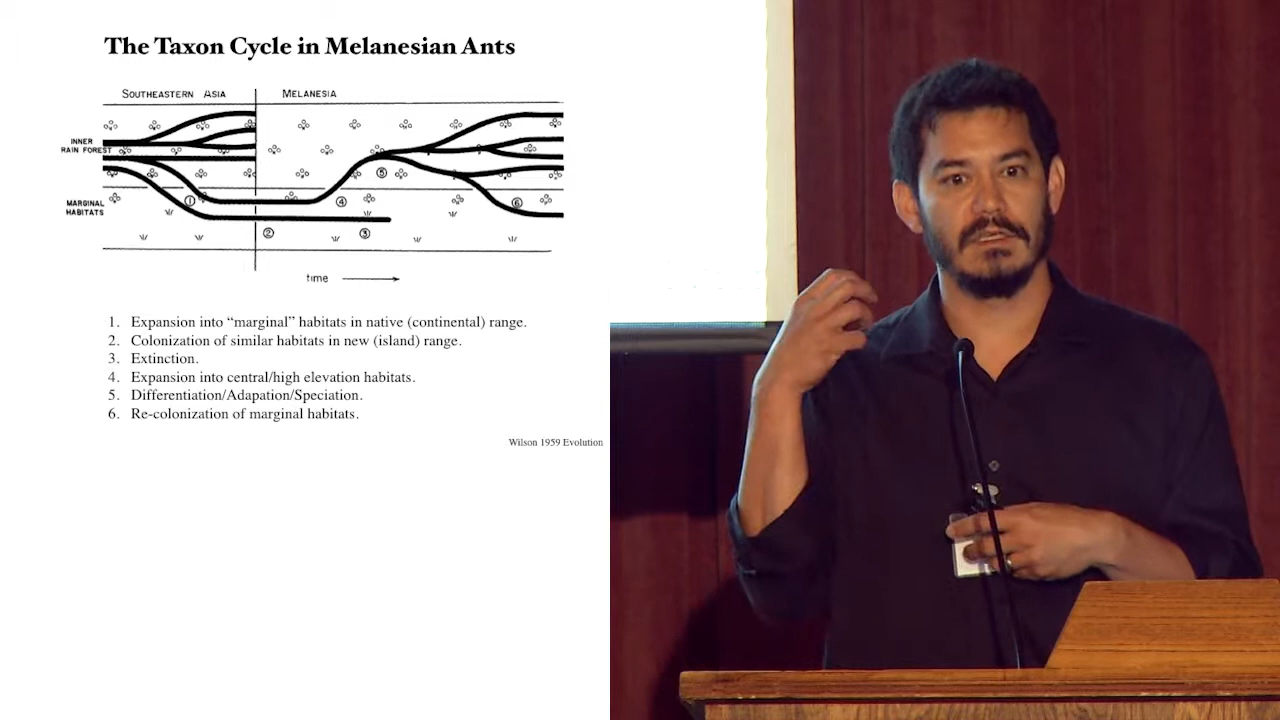 The Taxon Cycle in Melanesian Ants
SOUTHEASTERN ASIA MELANESIA
INNER
RAIN FOREST
MARGINAL
HABITATS
① ② ③ ④ ⑤ ⑥
time
1. Expansion into “marginal” habitats in native (continental) range.
2. Colonization of similar habitats in new (island) range.
3. Extinction.
4. Expansion into central/high elevation habitats.
5. Differentiation/Adapation/Speciation.
6. Re-colonization of marginal habitats.
Wilson 1959 Evolution